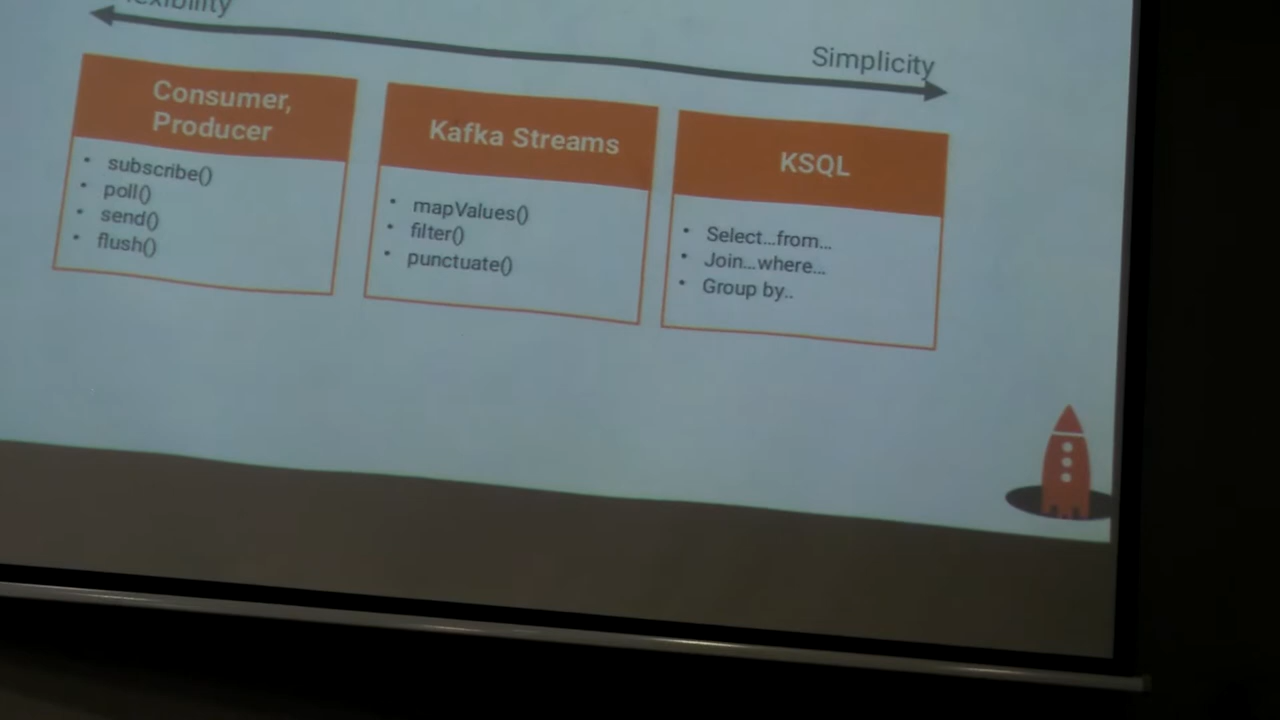 Simplicity
Consumer,
Producer
• subscribe()
• poll()
• send()
• flush()
Kafka Streams
• mapValues()
• filter()
• punctuate()
KSQL
• Select...from...
• Join...where...
• Group by..